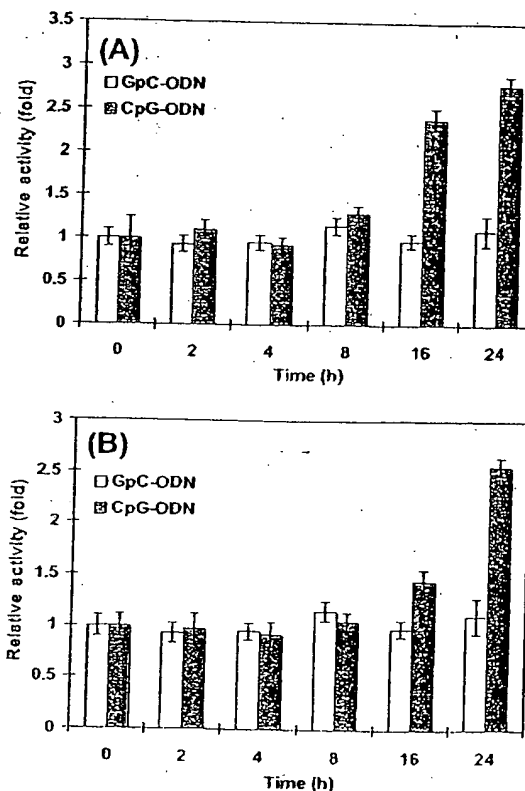 3.5
(A)
3
GpC-ODN
CpG-ODN
2.5
2
1.5
1
0.5
0
Relative activity (fold)
0 2 4 8 16 24
Time (h)
3
(B)
2.5
GpC-ODN
CpG-ODN
2
1.5
1
0.5
0
Relative activity (fold)
0 2 4 8 16 24
Time (h)